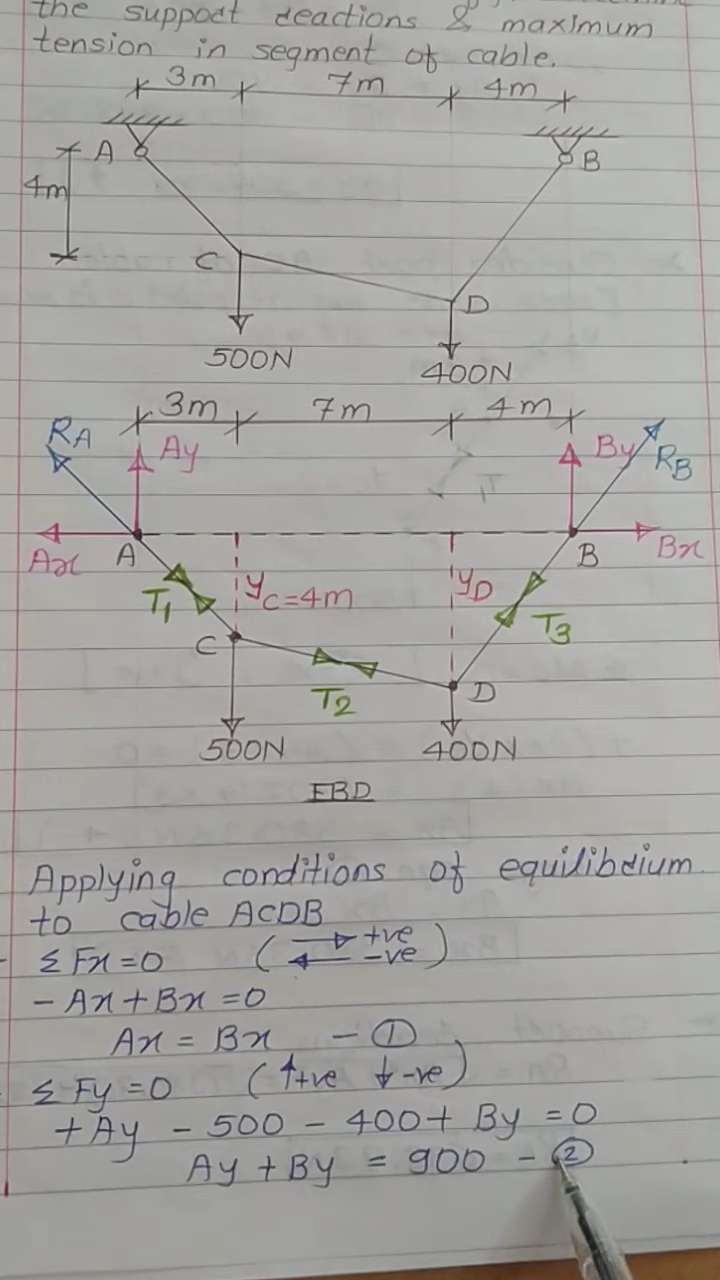 the support reactions & maximum
tension in segment of cable.
3m 7m 4m
A B
4m
C
D
500N
400N
3m 7m 4m
RA Ay By RB
Ax A B Bx
T1 yc=4m yD T3
C
T2 D
500N 400N
FBD
Applying conditions of equilibrium
to cable ACDB
ΣFx=0 (→ +ve ← -ve)
-Ax+Bx=0
Ax = Bx - ①
ΣFy=0 (↑+ve ↓-ve)
+Ay - 500 - 400 + By = 0
Ay + By = 900 - ②